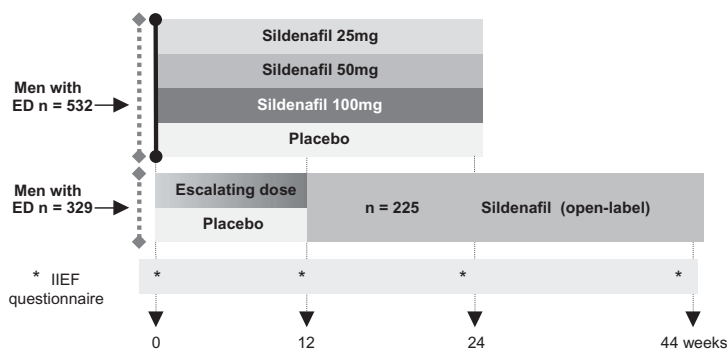 Sildenafil 25mg
Sildenafil 50mg
Men with
ED n = 532
Sildenafil 100mg
Placebo
Men with
ED n = 329
Escalating dose
Placebo
n = 225 Sildenafil (open-label)
* IIEF
questionnaire
* * * *
0 12 24 44 weeks